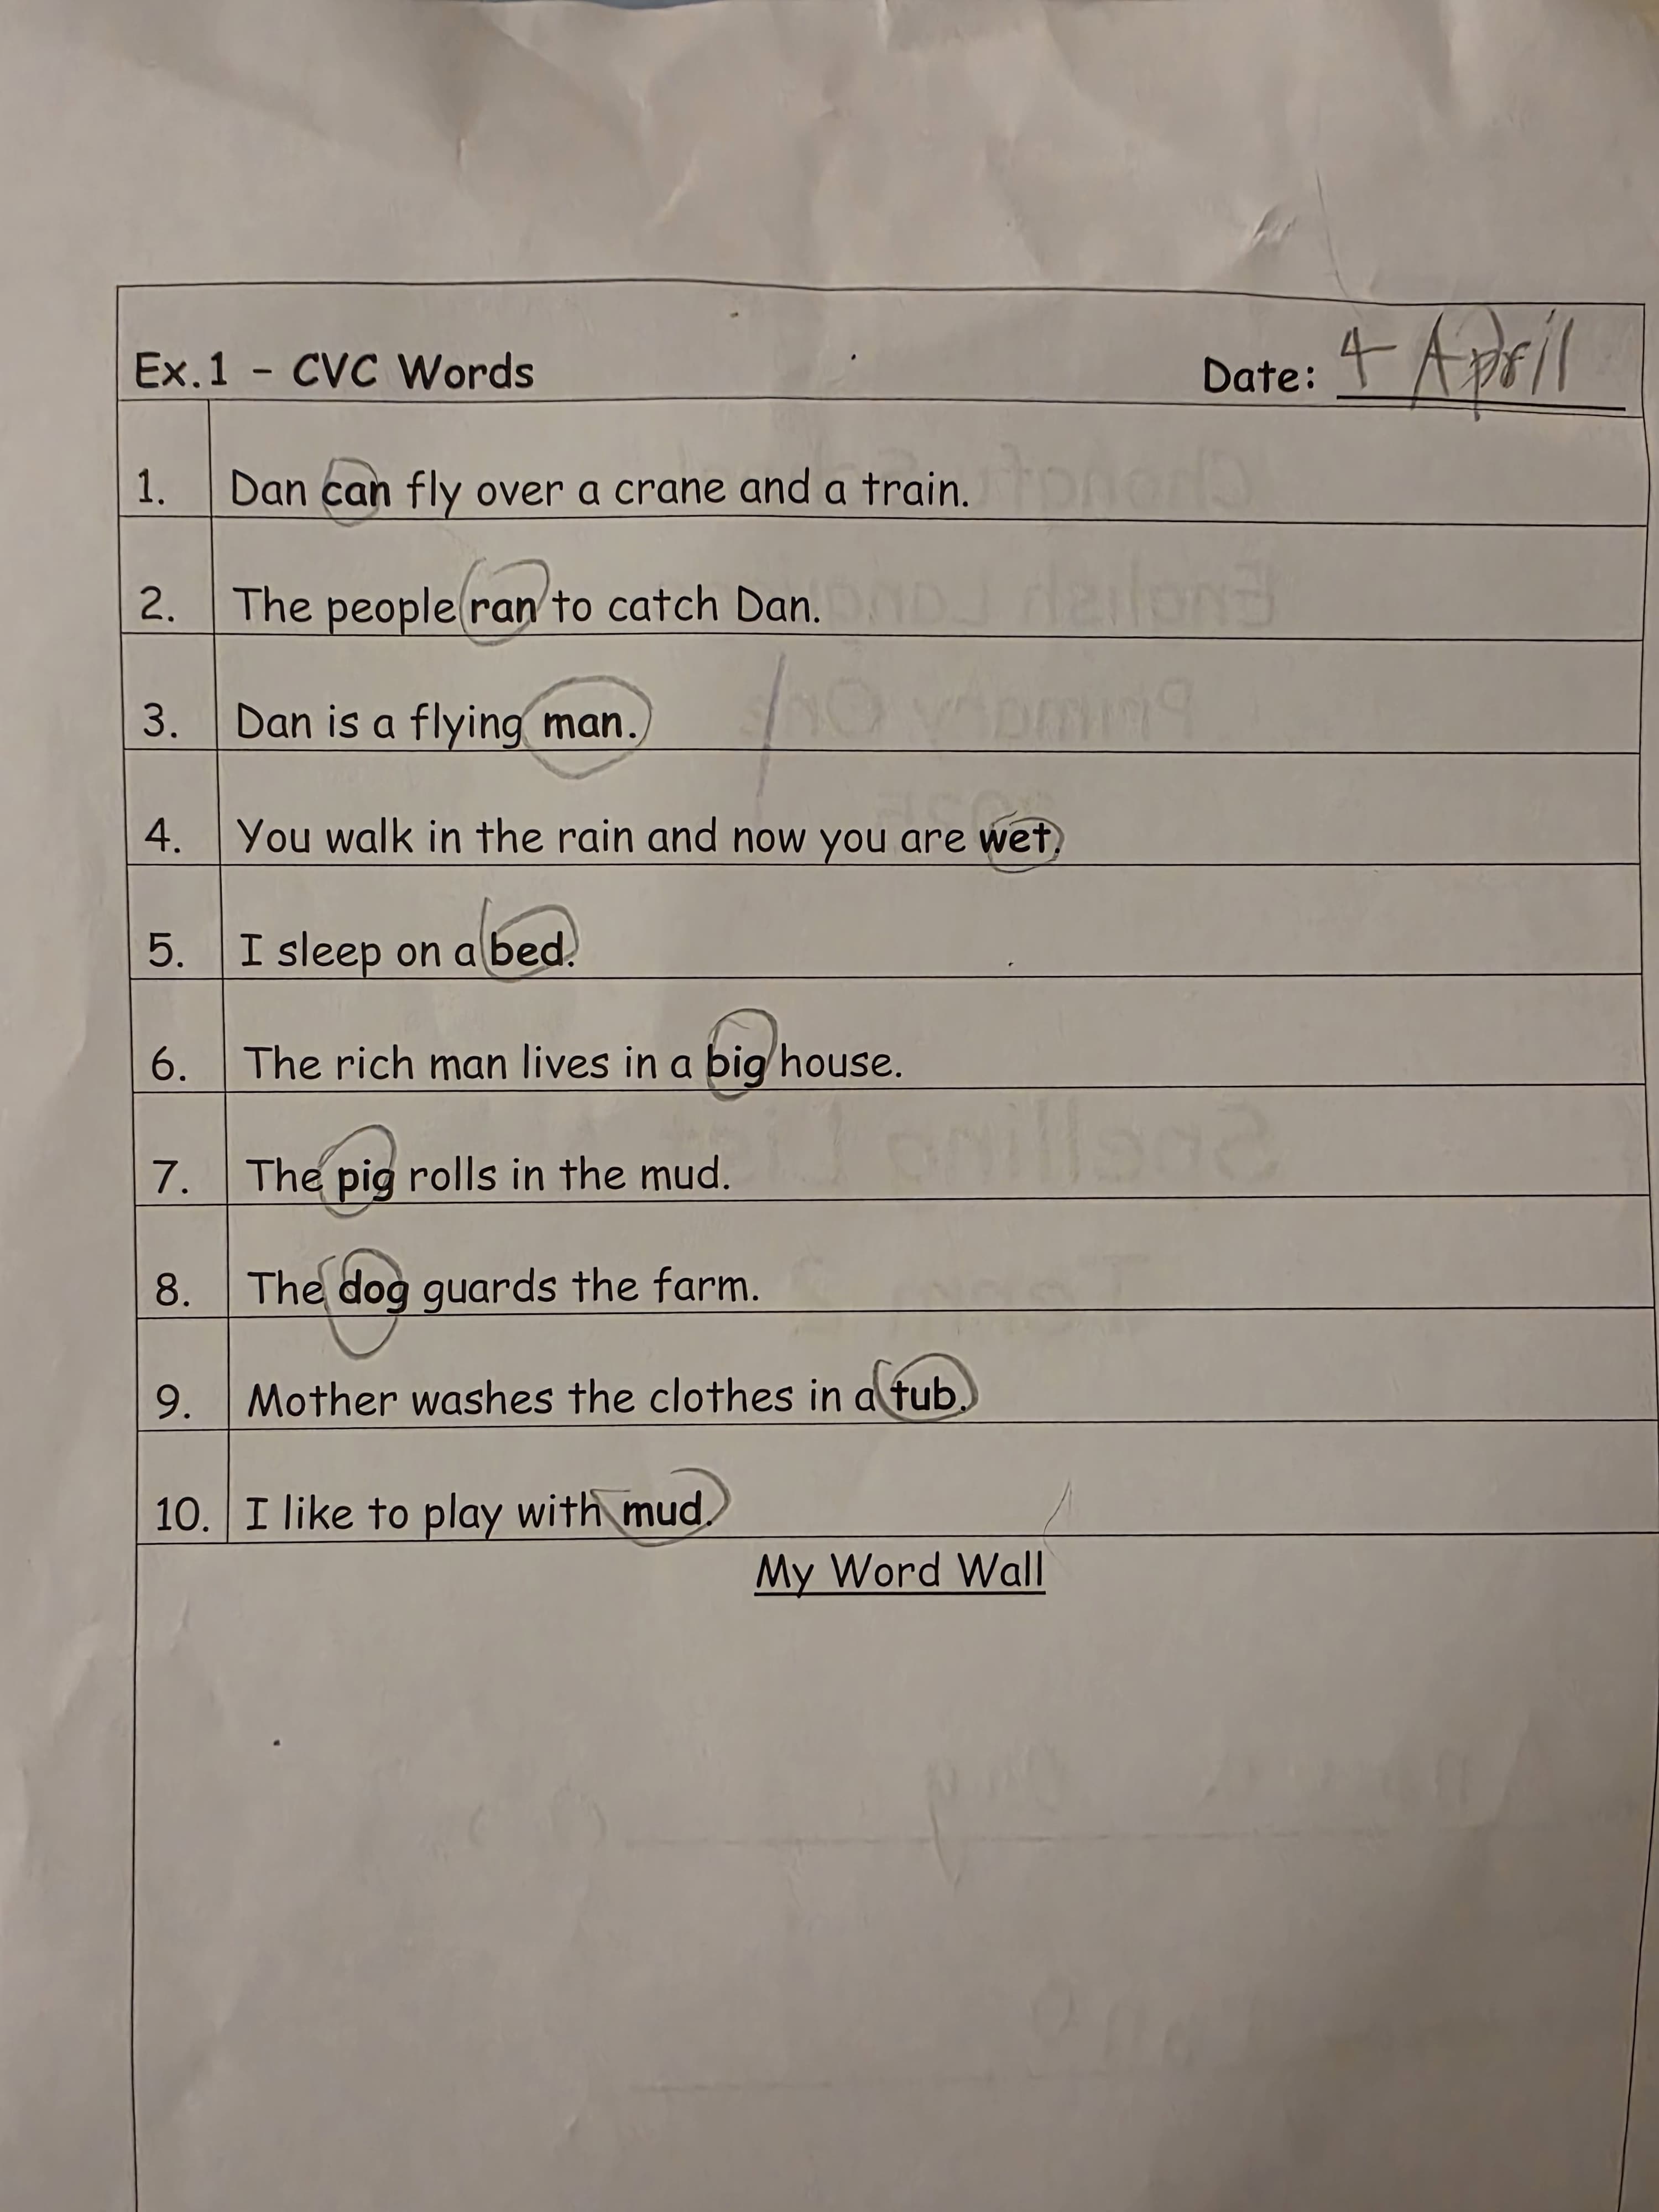 Ex.1 - CVC Words Date: 4 April
1. Dan can fly over a crane and a train.
2. The people ran to catch Dan.
3. Dan is a flying man.
4. You walk in the rain and now you are wet.
5. I sleep on a bed.
6. The rich man lives in a big house.
7. The pig rolls in the mud.
8. The dog guards the farm.
9. Mother washes the clothes in a tub.
10. I like to play with mud.
My Word Wall